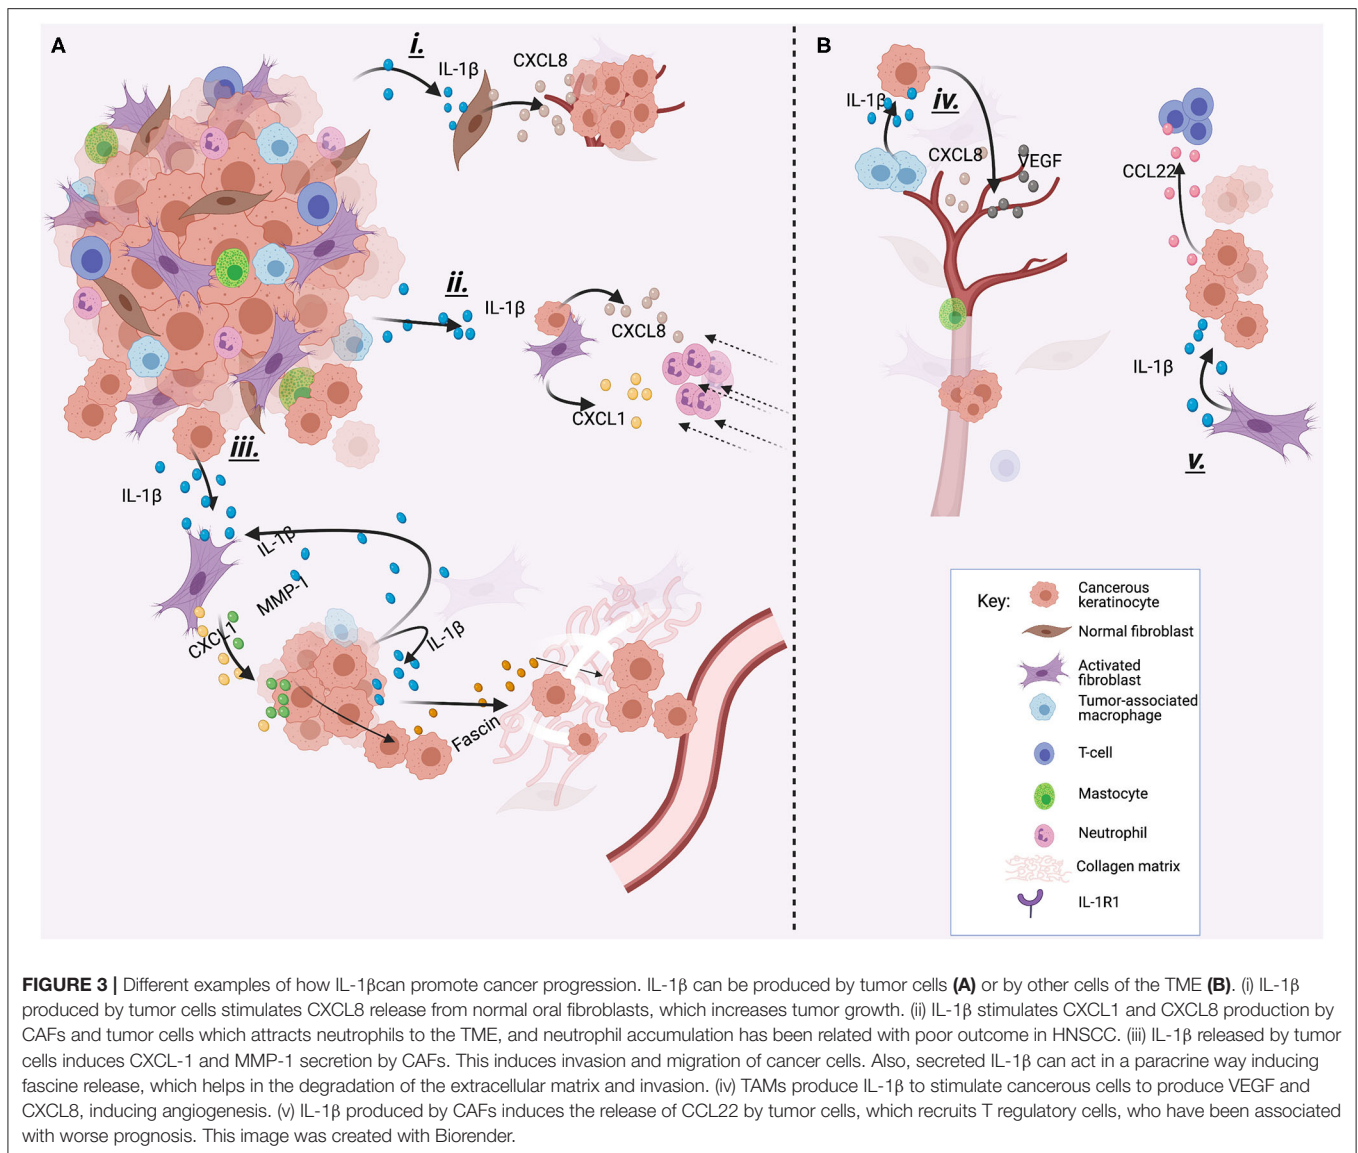 A
i.
IL-1β
CXCL8
ii.
IL-1β
CXCL8
CXCL1
iii.
IL-1β
IL-1β
MMP-1
CXCL1
IL-1β
Fascin
B
IL-1β
iv.
CXCL8
VEGF
CCL22
IL-1β
v.
Key:
Cancerous
keratinocyte
Normal fibroblast
Activated
fibroblast
Tumor-associated
macrophage
T-cell
Mastocyte
Neutrophil
Collagen matrix
IL-1R1
FIGURE 3 | Different examples of how IL-1βcan promote cancer progression. IL-1β can be produced by tumor cells (A) or by other cells of the TME (B). (i) IL-1β
produced by tumor cells stimulates CXCL8 release from normal oral fibroblasts, which increases tumor growth. (ii) IL-1β stimulates CXCL1 and CXCL8 production by
CAFs and tumor cells which attracts neutrophils to the TME, and neutrophil accumulation has been related with poor outcome in HNSCC. (iii) IL-1β released by tumor
cells induces CXCL-1 and MMP-1 secretion by CAFs. This induces invasion and migration of cancer cells. Also, secreted IL-1β can act in a paracrine way inducing
fascine release, which helps in the degradation of the extracellular matrix and invasion. (iv) TAMs produce IL-1β to stimulate cancerous cells to produce VEGF and
CXCL8, inducing angiogenesis. (v) IL-1β produced by CAFs induces the release of CCL22 by tumor cells, which recruits T regulatory cells, who have been associated
with worse prognosis. This image was created with Biorender.